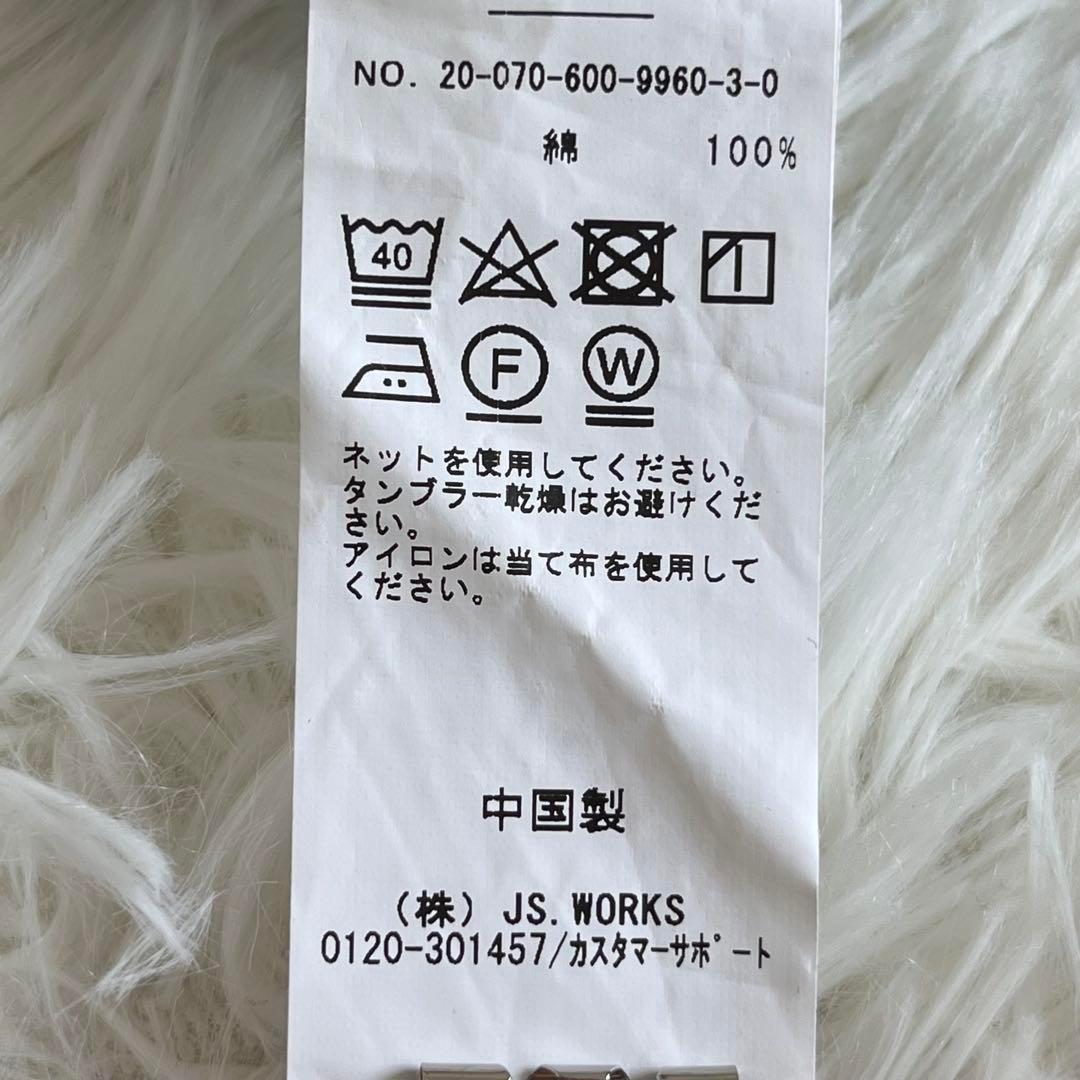 NO. 20-070-600-9960-3-0
綿 100%
40
F W
ネットを使用してください。
タンブラー乾燥はお避けくだ
さい。
アイロンは当て布を使用して
ください。
中国製
（株）JS.WORKS
0120-301457/ｶｽﾀﾏｰｻﾎﾟｰﾄ